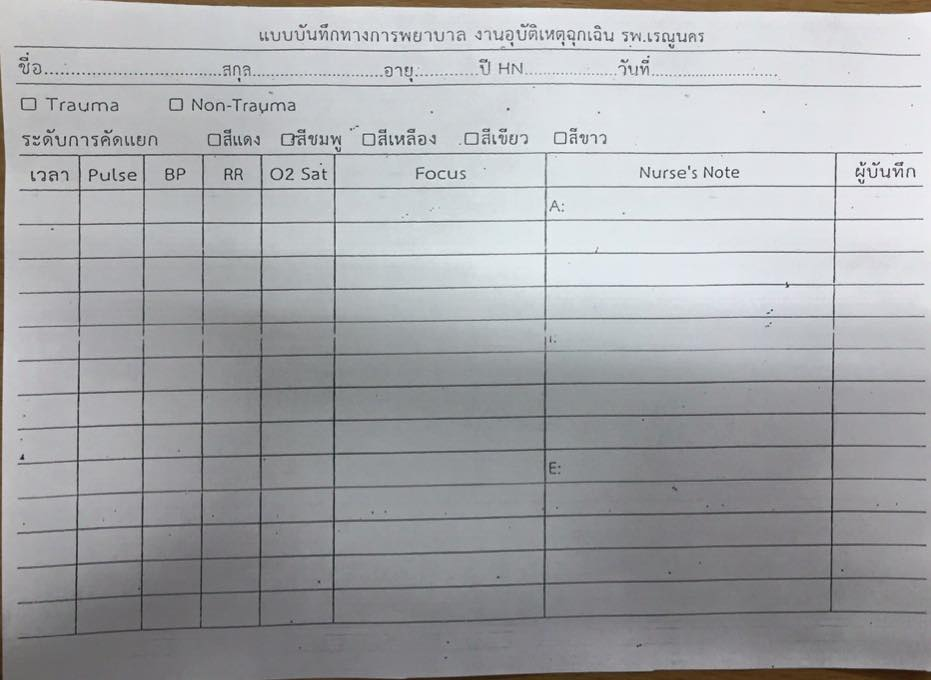 แบบบันทึกทางการพยาบาล งานอุบัติเหตุฉุกเฉิน รพ.เรณูนคร
ชื่อ..................................สกุล..........................อายุ............ปี HN..................วันที่.........................
☐ Trauma ☐ Non-Trauma
ระดับการคัดแยก ☐สีแดง ☐สีชมพู ☐สีเหลือง ☐สีเขียว ☐สีขาว
เวลา Pulse BP RR O2 Sat Focus Nurse's Note ผู้บันทึก
A:
I:
E: